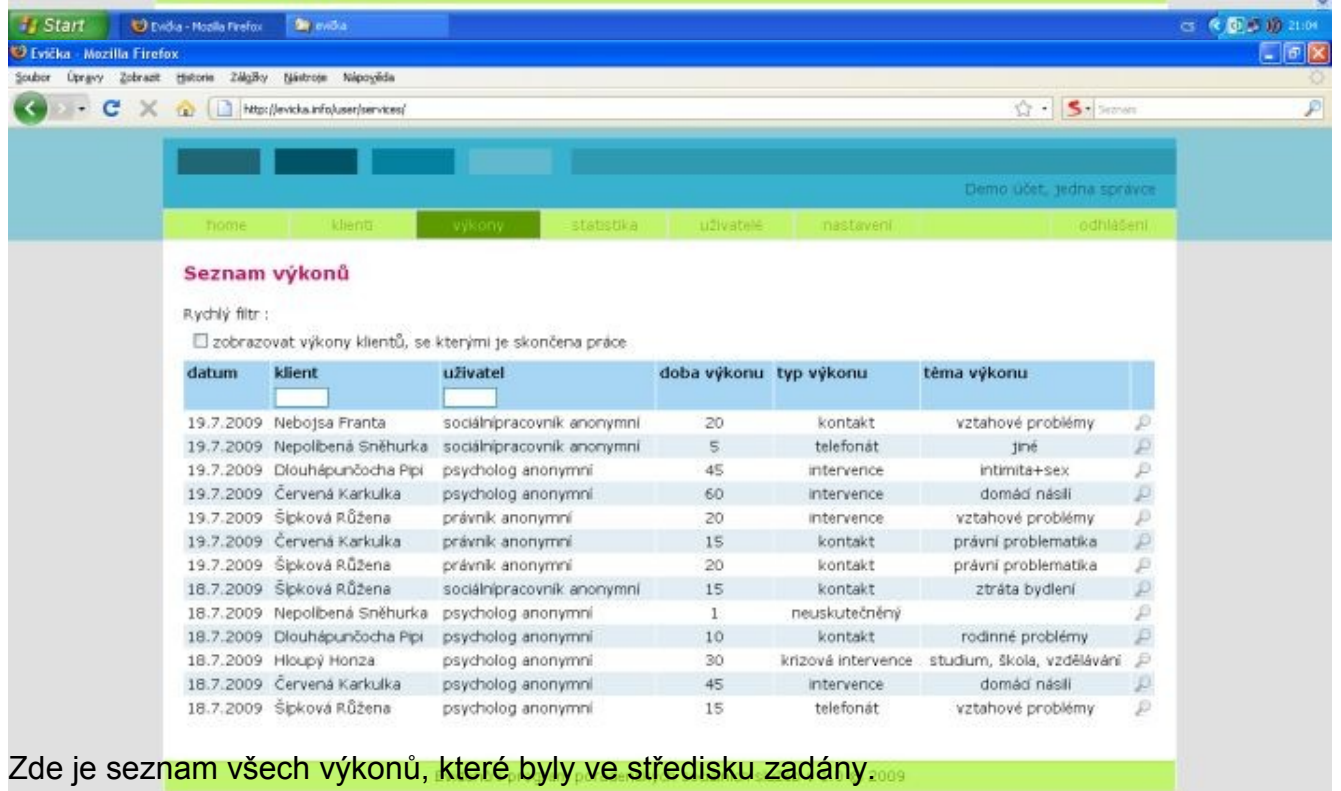 Start Evička - Mozilla Firefox evička CS 21:04
Evička - Mozilla Firefox
Soubor Úpravy Zobrazit Historie Záložky Nástroje Nápověda
http://evicka.info/user/services/ Seznam
Demo účet, jedna správce
home klienti výkony statistika uživatelé nastavení odhlášení
Seznam výkonů
Rychlý filtr :
zobrazovat výkony klientů, se kterými je skončena práce
datum klient uživatel doba výkonu typ výkonu téma výkonu
19.7.2009 Nebojsa Franta sociálnípracovník anonymní 20 kontakt vztahové problémy
19.7.2009 Nepolíbená Sněhurka sociálnípracovník anonymní 5 telefonát jiné
19.7.2009 Dlouhápunčocha Pipi psycholog anonymní 45 intervence intimita+sex
19.7.2009 Červená Karkulka psycholog anonymní 60 intervence domácí násilí
19.7.2009 Šípková Růžena právník anonymní 20 intervence vztahové problémy
19.7.2009 Červená Karkulka právník anonymní 15 kontakt právní problematika
19.7.2009 Šípková Růžena právník anonymní 20 kontakt právní problematika
18.7.2009 Šípková Růžena sociálnípracovník anonymní 15 kontakt ztráta bydlení
18.7.2009 Nepolíbená Sněhurka psycholog anonymní 1 neuskutečněný
18.7.2009 Dlouhápunčocha Pipi psycholog anonymní 10 kontakt rodinné problémy
18.7.2009 Hloupý Honza psycholog anonymní 30 krizová intervence studium, škola, vzdělávání
18.7.2009 Červená Karkulka psycholog anonymní 45 intervence domácí násilí
18.7.2009 Šípková Růžena psycholog anonymní 15 telefonát vztahové problémy
Zde je seznam všech výkonů, které byly ve středisku zadány.
2009